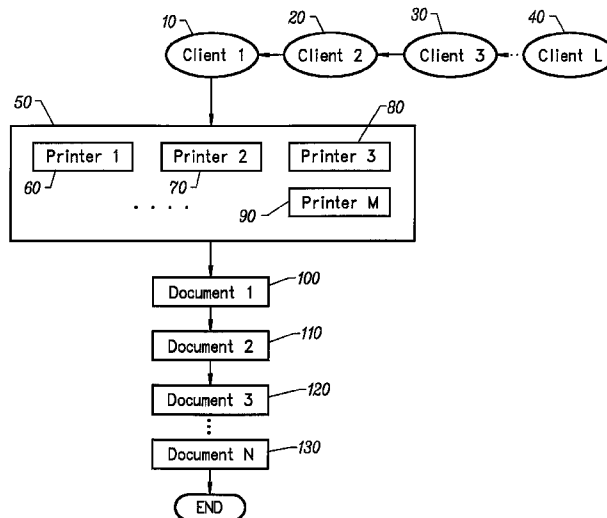 10 20 30 40
Client 1 Client 2 Client 3 Client L
50 80
Printer 1 Printer 2 Printer 3
60 70
90 Printer M
100
Document 1
110
Document 2
120
Document 3
130
Document N
END